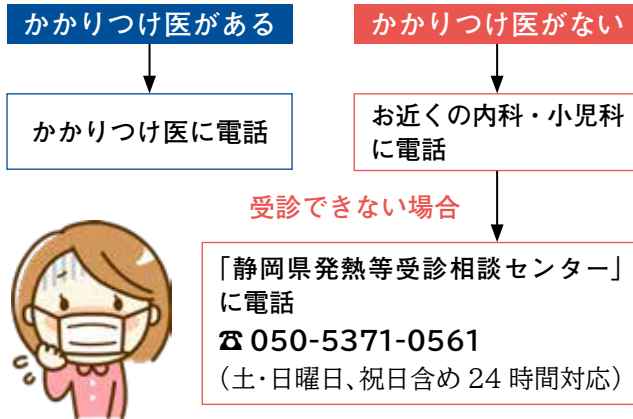 かかりつけ医がある
かかりつけ医に電話
かかりつけ医がない
お近くの内科・小児科
に電話
受診できない場合
「静岡県発熱等受診相談センター」
に電話
☎050-5371-0561
（土・日曜日、祝日含め 24 時間対応）